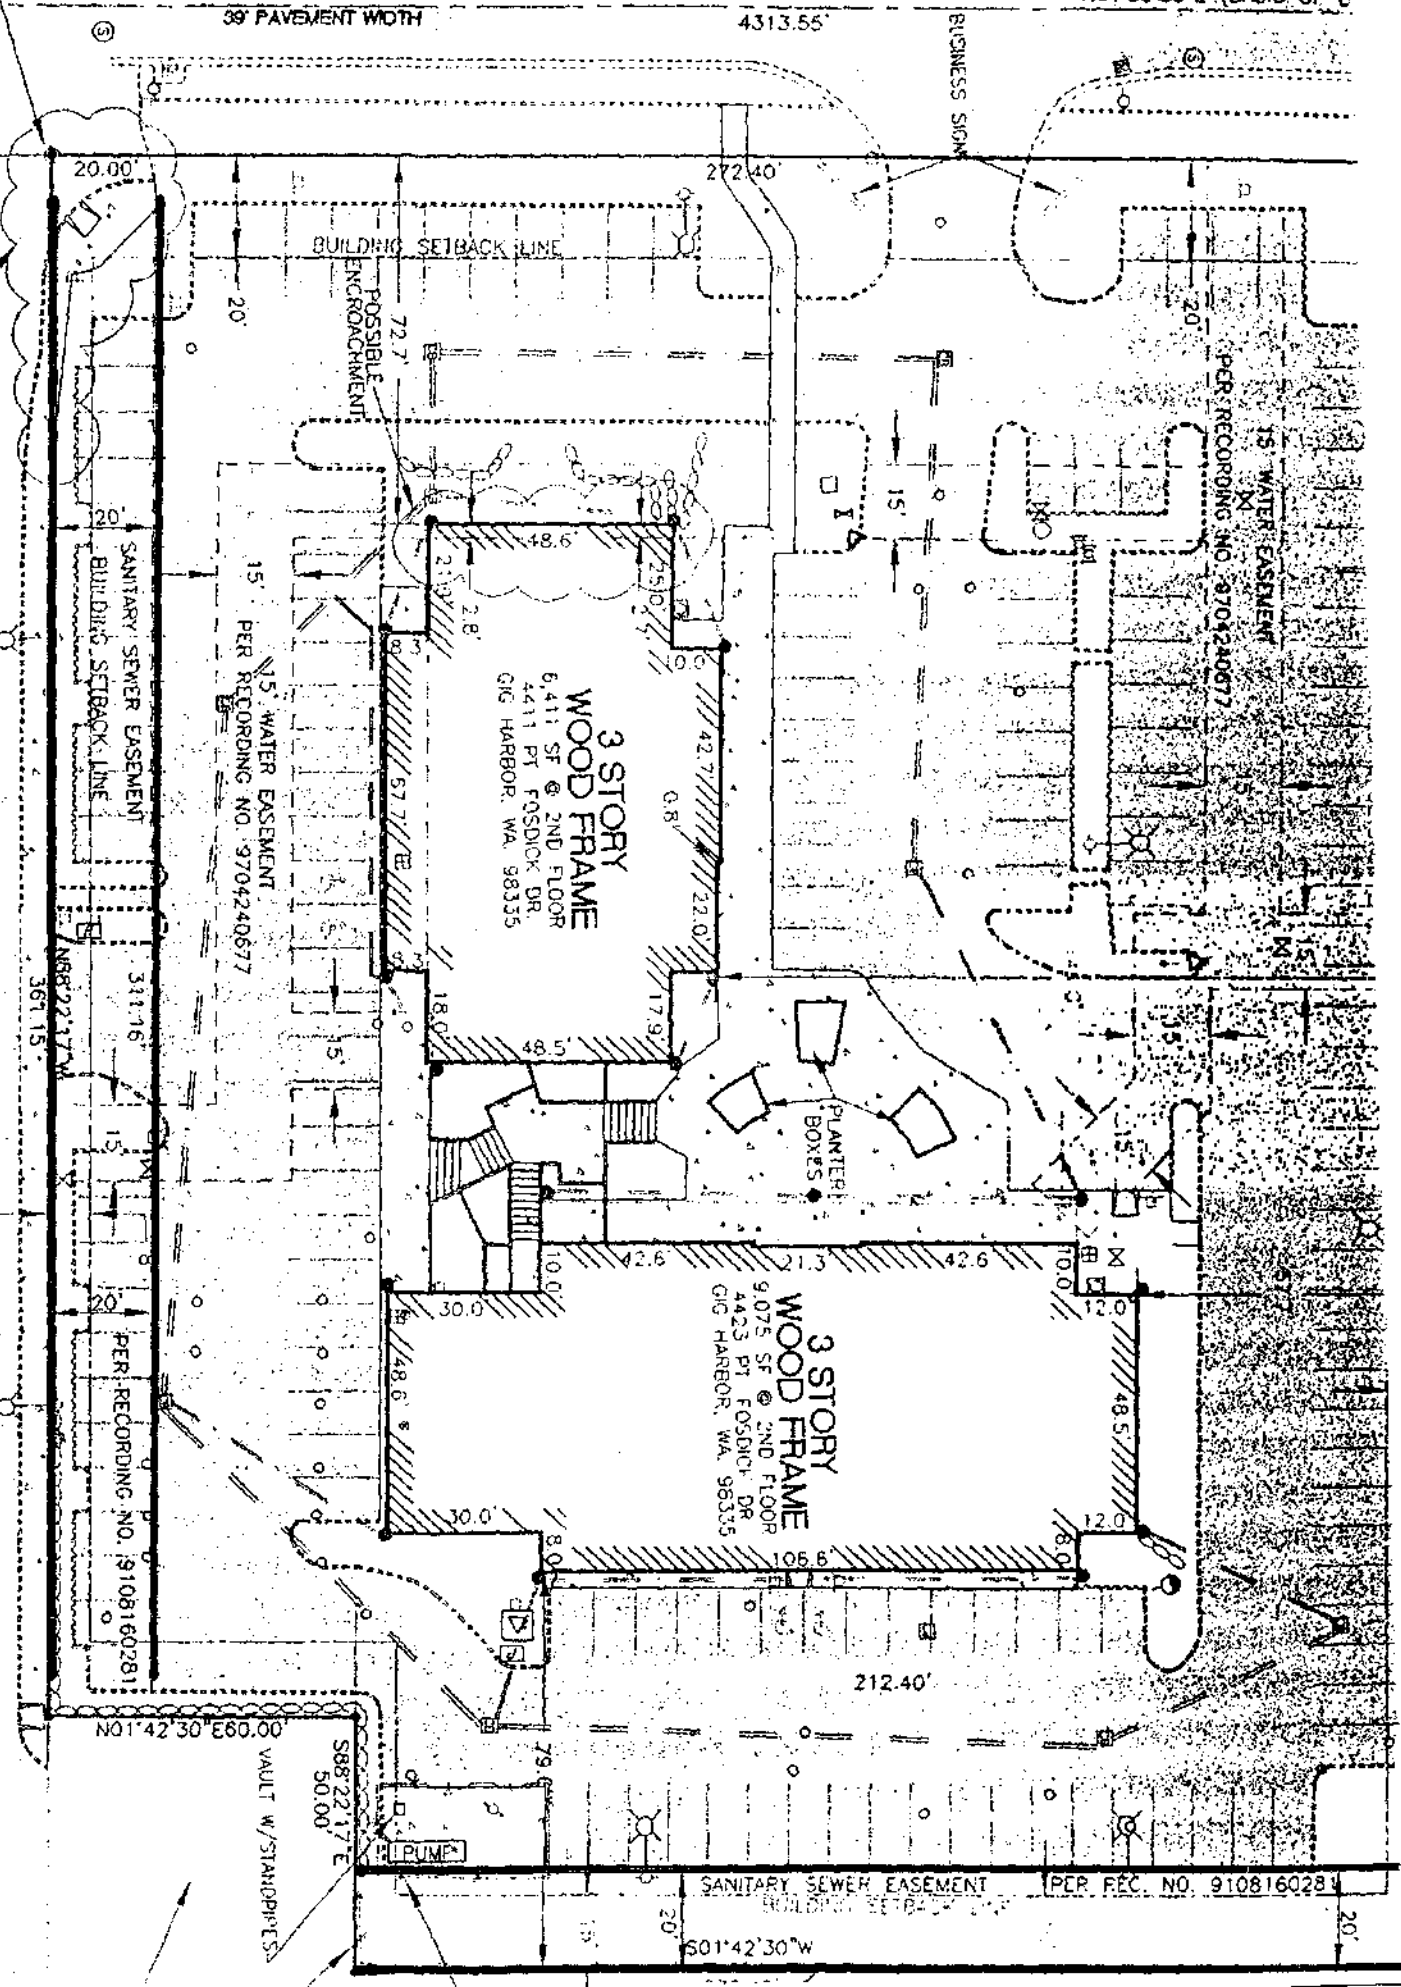 39' PAVEMENT WIDTH
4313.55'
BUSINESS SIGN
20.00'
272.40'
BUILDING SETBACK LINE
20'
72.7'
POSSIBLE
ENCROACHMENT
20'
15' WATER EASEMENT
PER RECORDING NO. 9704240677
15'
48.6'
2.8'
8.3'
10.0'
42.7'
0.8'
22.0'
57.7'
3 STORY
WOOD FRAME
6,411 SF @ 2ND FLOOR
4411 PT FOSDICK DR.
GIG HARBOR, WA 98335
20'
SANITARY SEWER EASEMENT
BUILDING SETBACK LINE
15'
15' WATER EASEMENT
PER RECORDING NO. 9704240677
8.3'
18.0'
17.9'
48.5'
15'
15'
15'
15'
N88°22'17"W
361.15'
311.16'
15'
20'
PER RECORDING NO. 9108160281
PLANTER
BOXES
42.6'
21.3'
42.6'
10.0'
10.0'
30.0'
12.0'
48.6'
48.5'
3 STORY
WOOD FRAME
9,075 SF @ 2ND FLOOR
4423 PT FOSDICK DR
GIG HARBOR, WA 98335
30.0'
12.0'
8.0'
106.6'
8.0'
212.40'
N01°42'30"E 60.00'
S88°22'17"E
50.00'
VAULT W/STANDPIPES
PUMP
SANITARY SEWER EASEMENT
PER REC. NO. 9108160281
BUILDING SETBACK LINE
20'
20'
S01°42'30"W